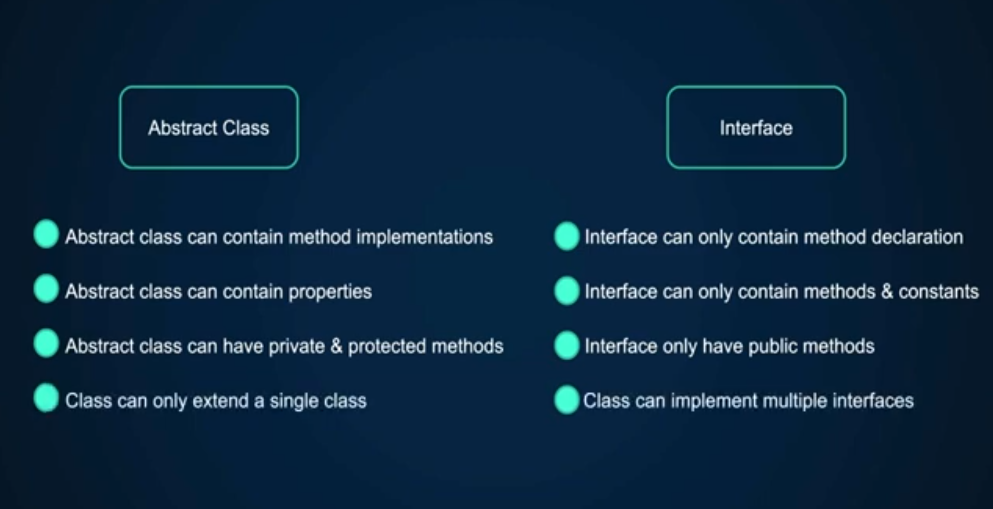 Abstract Class
Abstract class can contain method implementations
Abstract class can contain properties
Abstract class can have private & protected methods
Class can only extend a single class
Interface
Interface can only contain method declaration
Interface can only contain methods & constants
Interface only have public methods
Class can implement multiple interfaces